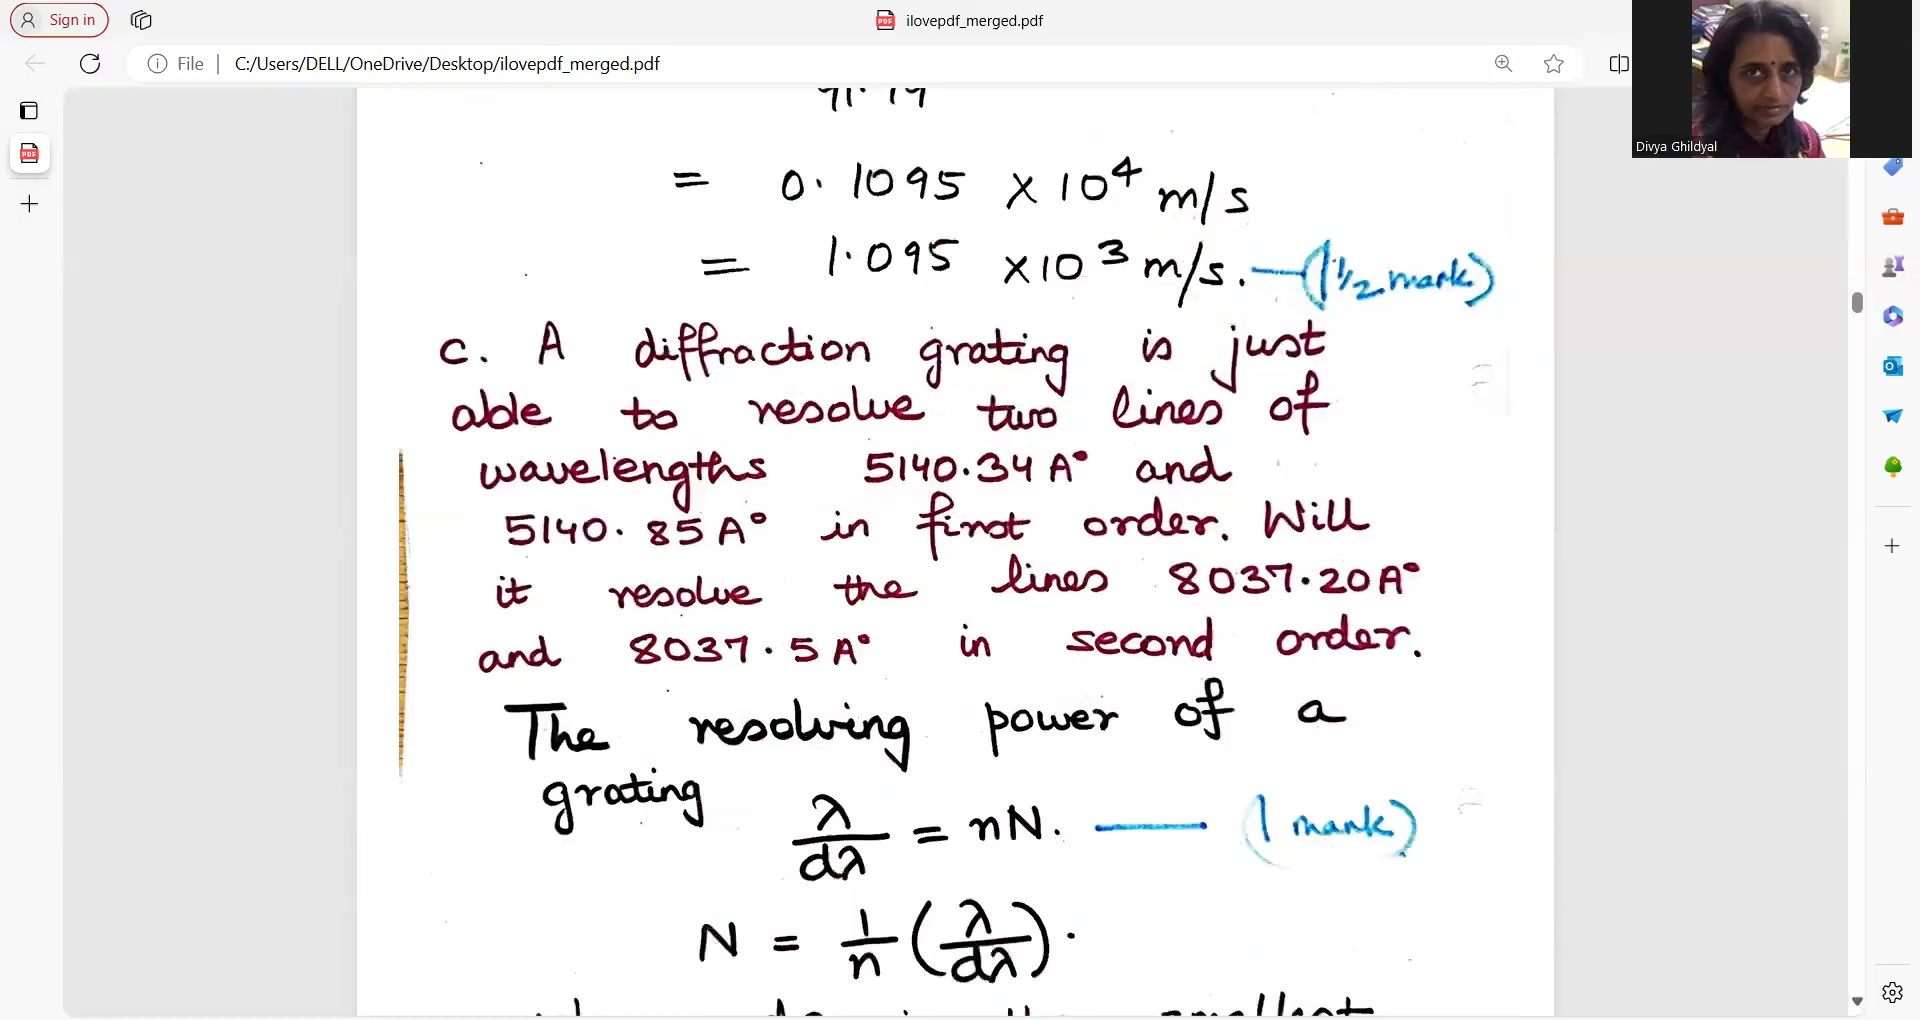 Sign in
ilovepdf_merged.pdf
File
C:/Users/DELL/OneDrive/Desktop/ilovepdf_merged.pdf
Divya Ghildyal
= 0.1095 × 10⁴ m/s
= 1.095 ×10³ m/s. —(1 1/2 mark)
c. A diffraction grating is just
able to resolve two lines of
wavelengths 5140.34 A° and
5140.85 A° in first order. Will
it resolve the lines 8037.20A°
and 8037.5 A° in second order.
The resolving power of a
grating
λ/dλ = nN. —— (1 mark)
N = 1/n (λ/dλ).